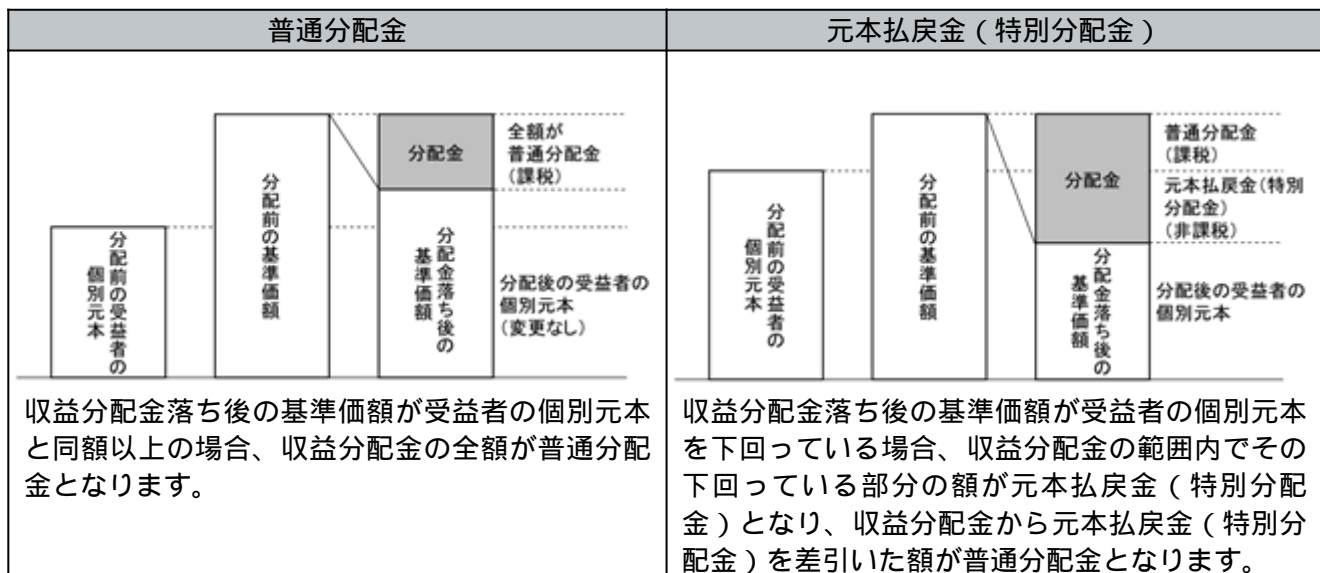 普通分配金
分配前の受益者の
個別元本
分配前の基準価額
分配金
分配金落ち後の
基準価額
全額が
普通分配金
(課税)
分配後の受益者の
個別元本
(変更なし)
収益分配金落ち後の基準価額が受益者の個別元本
と同額以上の場合、収益分配金の全額が普通分配
金となります。
元本払戻金（特別分配金）
分配前の受益者の
個別元本
分配前の基準価額
分配金
分配金落ち後の
基準価額
普通分配金
(課税)
元本払戻金(特別
分配金)
(非課税)
分配後の受益者の
個別元本
収益分配金落ち後の基準価額が受益者の個別元本
を下回っている場合、収益分配金の範囲内でその
下回っている部分の額が元本払戻金（特別分配
金）となり、収益分配金から元本払戻金（特別分
配金）を差引いた額が普通分配金となります。